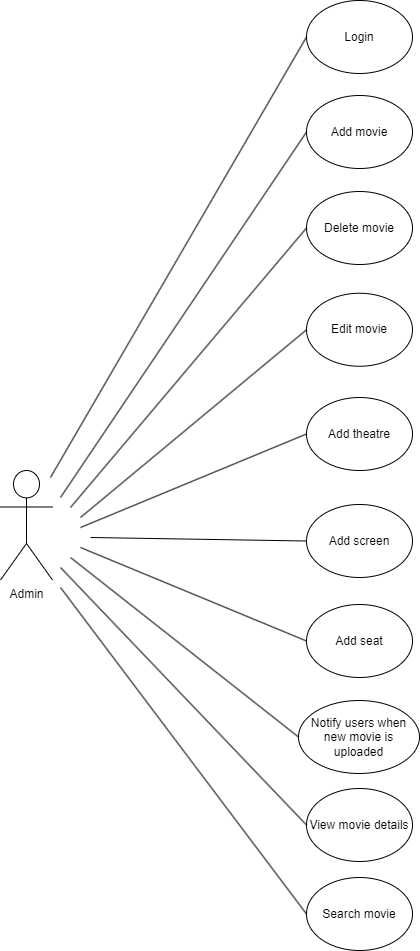 Login
Add movie
Delete movie
Edit movie
Add theatre
Admin
Add screen
Add seat
Notify users when
new movie is
uploaded
View movie details
Search movie